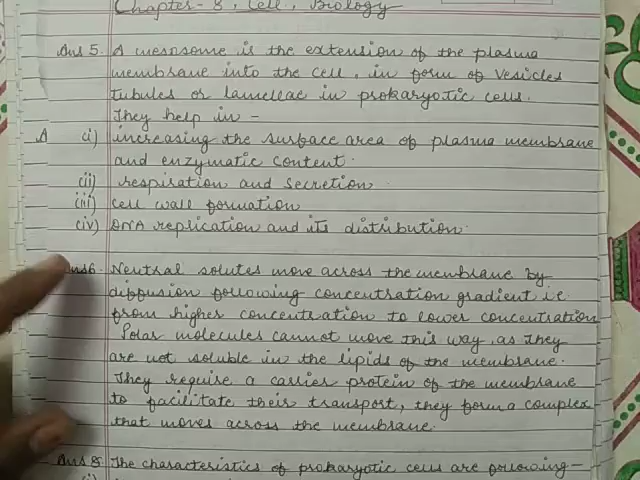 Chapter-8, Cell, Biology
Ans 5. A mesosome is the extension of the plasma
membrane into the cell, in form of vesicles
tubules or lamellae in prokaryotic cells.
They help in -
A (i) increasing the surface area of plasma membrane
and enzymatic content.
(ii) respiration and secretion.
(iii) cell wall formation
(iv) DNA replication and its distribution.
Ans 6. Neutral solutes move across the membrane by
diffusion following concentration gradient i.e
from higher concentration to lower concentration
Polar molecules cannot move this way, as they
are not soluble in the lipids of the membrane.
They require a carrier protein of the membrane
to facilitate their transport, they form a complex
that moves across the membrane.
Ans 8. The characteristics of prokaryotic cells are following-